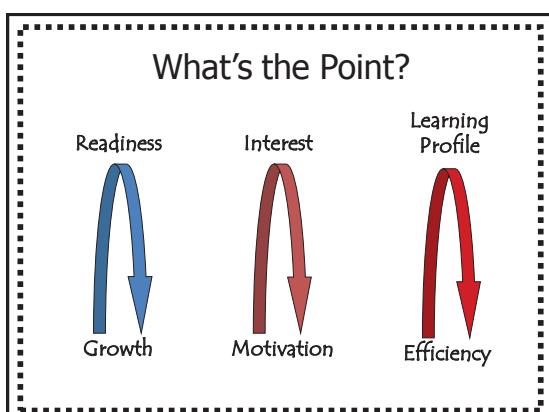 What's the Point?
Readiness
Interest
Learning
Profile
Growth
Motivation
Efficiency